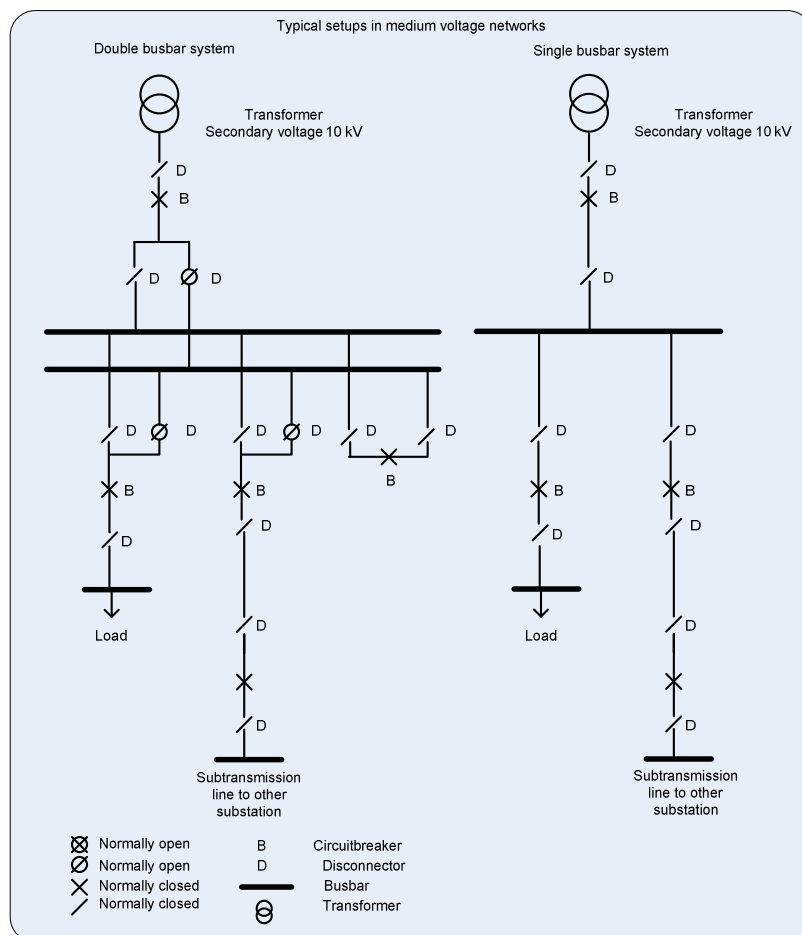 Typical setups in medium voltage networks
Double busbar system
Single busbar system
Transformer
Secondary voltage 10 kV
Transformer
Secondary voltage 10 kV
D
D
B
B
D
D
D
D
D
D
D
D
D
D
D
B
B
B
B
B
D
D
D
D
Load
Load
D
D
D
D
Subtransmission
line to other
substation
Subtransmission
line to other
substation
Normally open
B
Circuitbreaker
Normally open
D
Disconnector
Normally closed
Busbar
Normally closed
Transformer